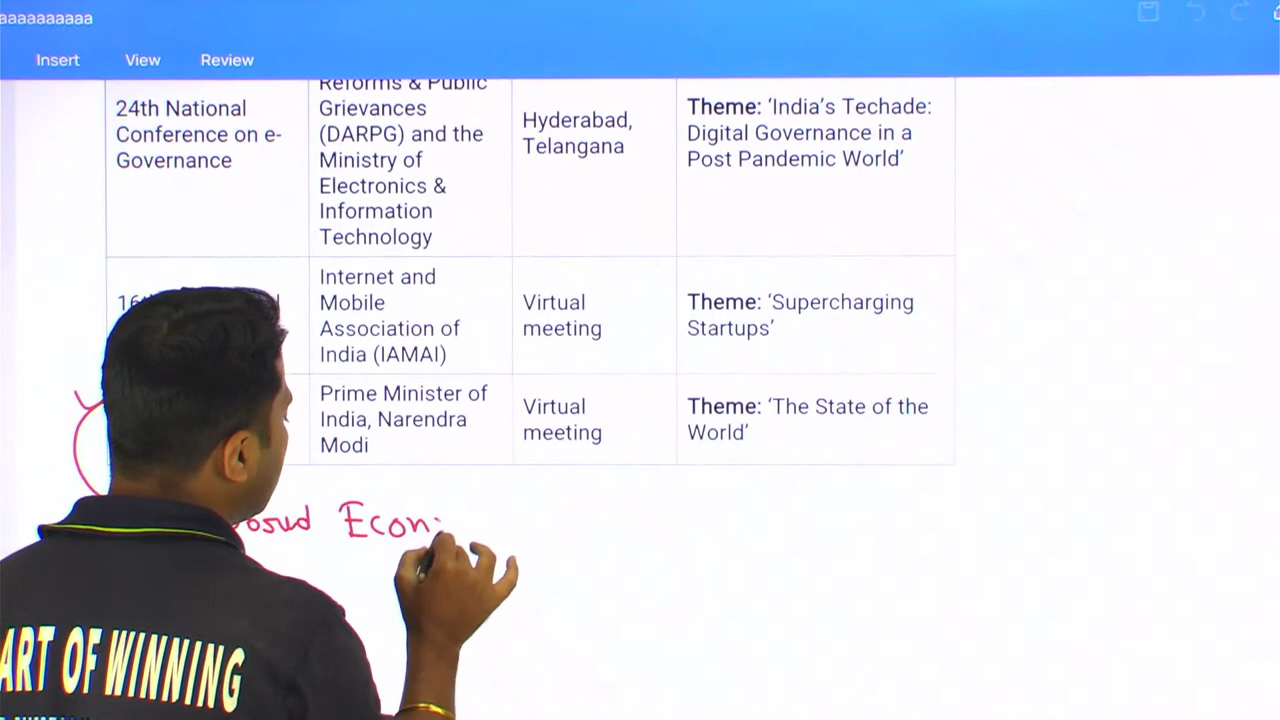 aaaaaaaaaaa
Insert View Review
24th National
Conference on e-
Governance
Reforms & Public
Grievances
(DARPG) and the
Ministry of
Electronics &
Information
Technology
Hyderabad,
Telangana
Theme: ‘India’s Techade:
Digital Governance in a
Post Pandemic World’
Internet and
Mobile
Association of
India (IAMAI)
Virtual
meeting
Theme: ‘Supercharging
Startups’
Prime Minister of
India, Narendra
Modi
Virtual
meeting
Theme: ‘The State of the
World’
Econ
ART OF WINNING